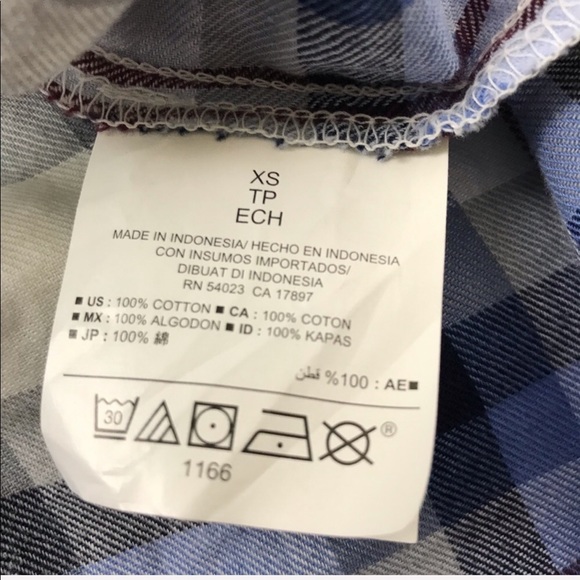 XS
TP
ECH
MADE IN INDONESIA/ HECHO EN INDONESIA
CON INSUMOS IMPORTADOS/
DIBUAT DI INDONESIA
RN 54023 CA 17897
■ US : 100% COTTON ■ CA : 100% COTON
■ MX : 100% ALGODON ■ ID : 100% KAPAS
■ JP : 100% 綿
■AE : 100% قطن
30 ®
1166